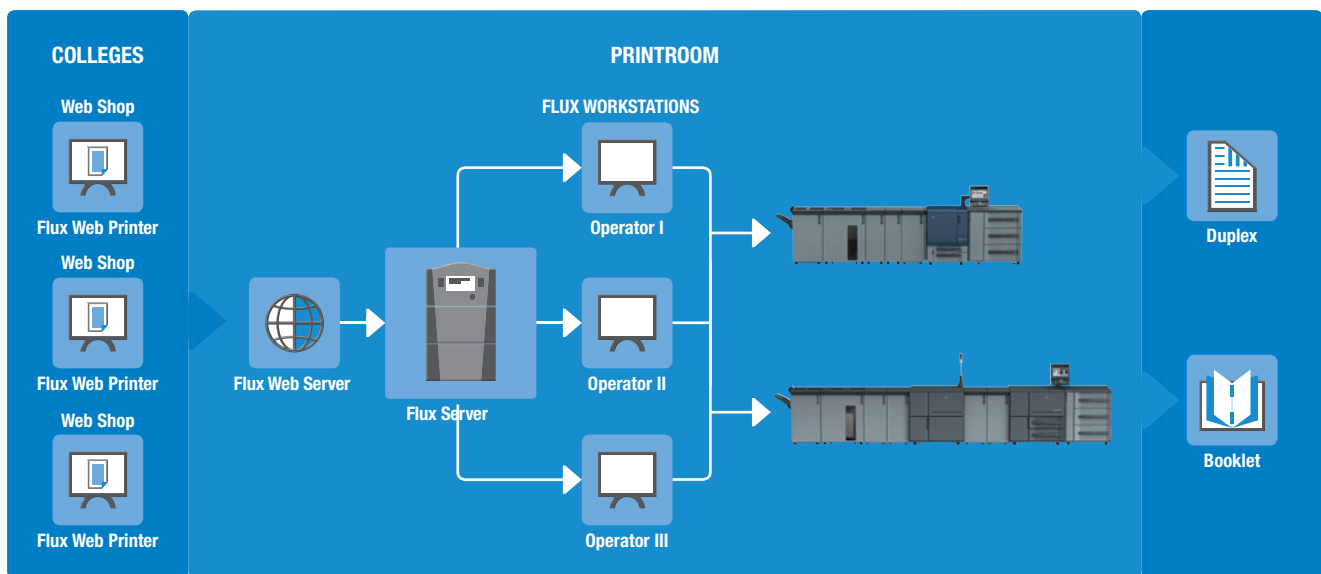 COLLEGES
Web Shop
Flux Web Printer
Web Shop
Flux Web Printer
Web Shop
Flux Web Printer
PRINTROOM
FLUX WORKSTATIONS
Operator I
Flux Web Server
Flux Server
Operator II
Operator III
Duplex
Booklet